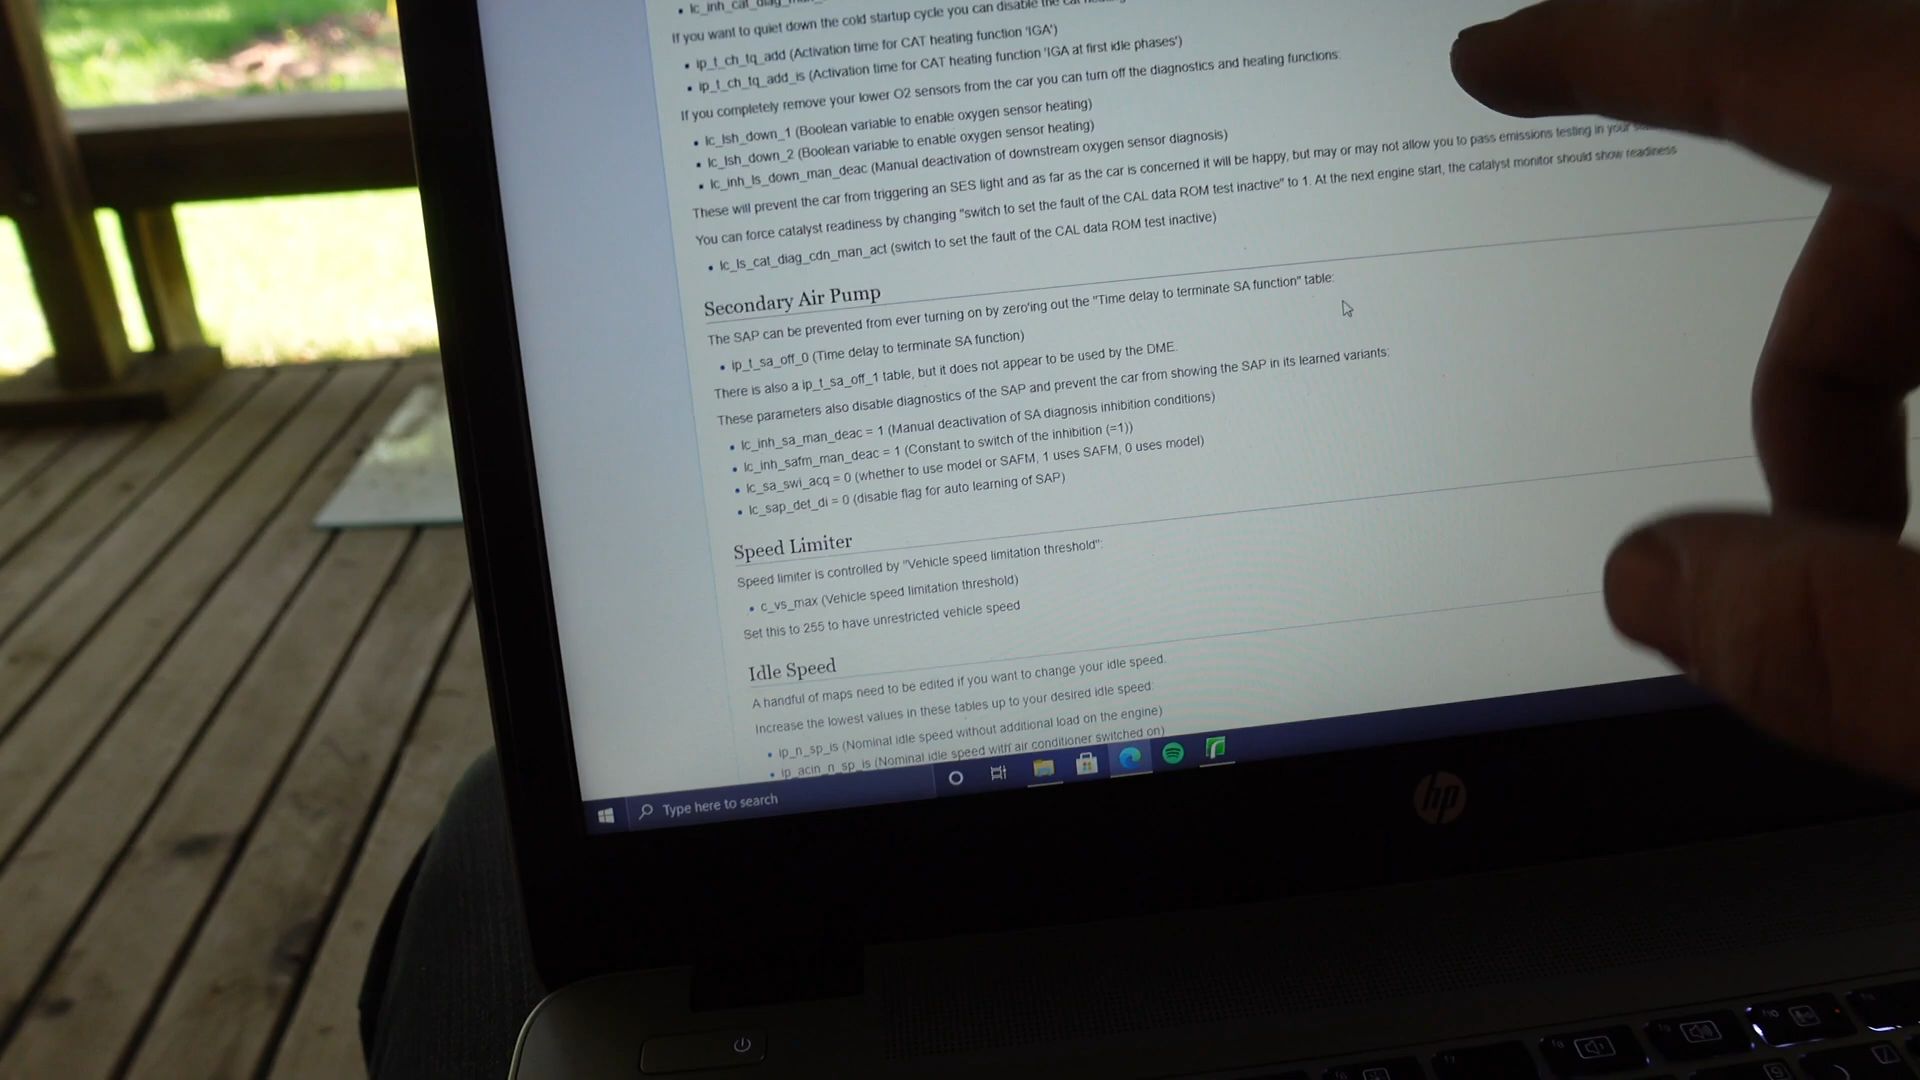 • lc_inh_cat_diag_man_
If you want to quiet down the cold startup cycle you can disable the cat
• ip_t_ch_tq_add (Activation time for CAT heating function 'IGA')
• ip_t_ch_tq_add_is (Activation time for CAT heating function 'IGA at first idle phases')
If you completely remove your lower O2 sensors from the car you can turn off the diagnostics and heating functions:
• lc_lsh_down_1 (Boolean variable to enable oxygen sensor heating)
• lc_lsh_down_2 (Boolean variable to enable oxygen sensor heating)
• lc_inh_ls_down_man_deac (Manual deactivation of downstream oxygen sensor diagnosis)
These will prevent the car from triggering an SES light and as far as the car is concerned it will be happy, but may or may not allow you to pass emissions testing in your
You can force catalyst readiness by changing "switch to set the fault of the CAL data ROM test inactive" to 1. At the next engine start, the catalyst monitor should show readiness
• lc_ls_cat_diag_cdn_man_act (switch to set the fault of the CAL data ROM test inactive)
Secondary Air Pump
The SAP can be prevented from ever turning on by zero'ing out the "Time delay to terminate SA function" table:
• ip_t_sa_off_0 (Time delay to terminate SA function)
There is also a ip_t_sa_off_1 table, but it does not appear to be used by the DME.
These parameters also disable diagnostics of the SAP and prevent the car from showing the SAP in its learned variants:
• lc_inh_sa_man_deac = 1 (Manual deactivation of SA diagnosis inhibition conditions)
• lc_inh_safm_man_deac = 1 (Constant to switch of the inhibition (=1))
• lc_sa_swi_acq = 0 (whether to use model or SAFM, 1 uses SAFM, 0 uses model)
• lc_sap_det_di = 0 (disable flag for auto learning of SAP)
Speed Limiter
Speed limiter is controlled by "Vehicle speed limitation threshold":
• c_vs_max (Vehicle speed limitation threshold)
Set this to 255 to have unrestricted vehicle speed
Idle Speed
A handful of maps need to be edited if you want to change your idle speed.
Increase the lowest values in these tables up to your desired idle speed:
• ip_n_sp_is (Nominal idle speed without additional load on the engine)
• ip_acin_n_sp_is (Nominal idle speed with air conditioner switched on)
Type here to search
hp